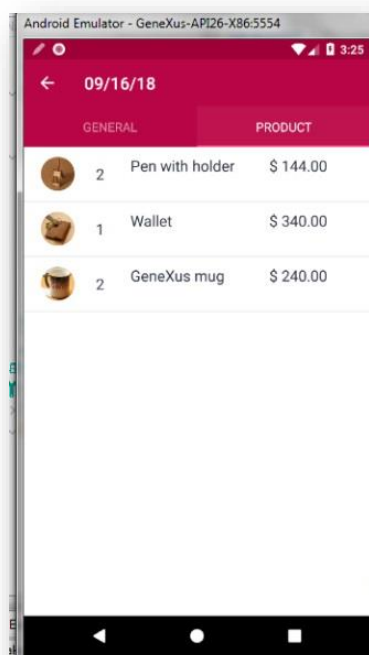 Android Emulator - GeneXus-API26-X86:5554
3:25
09/16/18
GENERAL PRODUCT
2 Pen with holder $ 144.00
1 Wallet $ 340.00
2 GeneXus mug $ 240.00